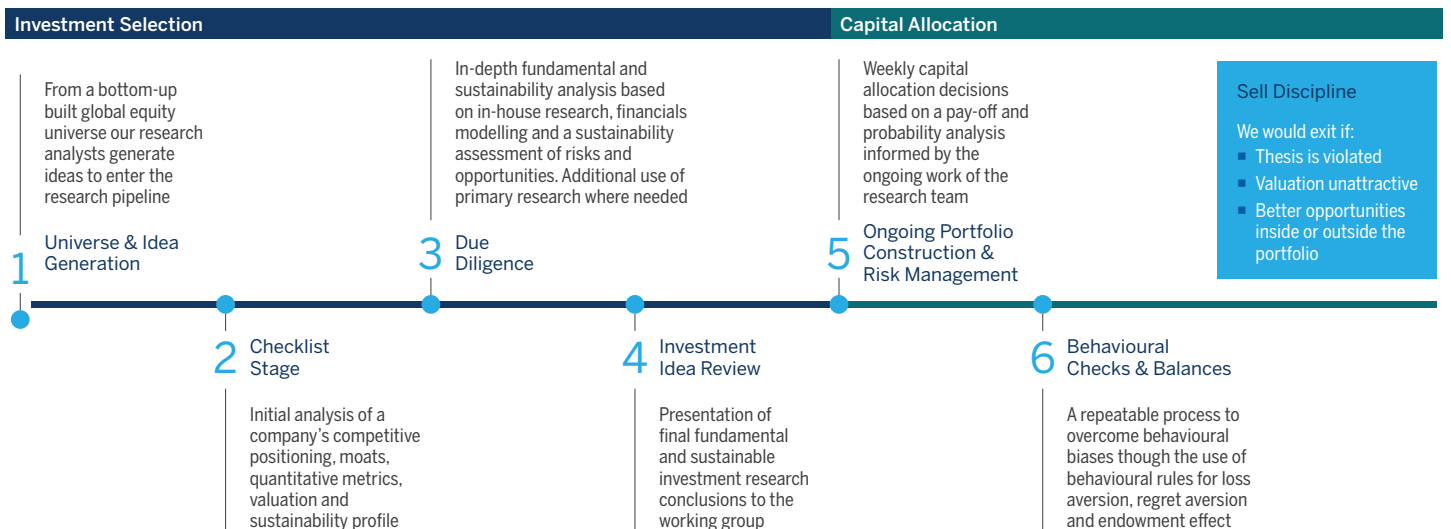 Investment Selection
Capital Allocation
From a bottom-up
built global equity
universe our research
analysts generate
ideas to enter the
research pipeline
1
Universe & Idea
Generation
2
Checklist
Stage
Initial analysis of a
company's competitive
positioning, moats,
quantitative metrics,
valuation and
sustainability profile
In-depth fundamental and
sustainability analysis based
on in-house research, financials
modelling and a sustainability
assessment of risks and
opportunities. Additional use of
primary research where needed
3
Due
Diligence
4
Investment
Idea Review
Presentation of
final fundamental
and sustainable
investment research
conclusions to the
working group
Weekly capital
allocation decisions
based on a pay-off and
probability analysis
informed by the
ongoing work of the
research team
5
Ongoing Portfolio
Construction &
Risk Management
6
Behavioural
Checks & Balances
A repeatable process to
overcome behavioural
biases though the use of
behavioural rules for loss
aversion, regret aversion
and endowment effect
Sell Discipline
We would exit if:
■ Thesis is violated
■ Valuation unattractive
■ Better opportunities
inside or outside the
portfolio